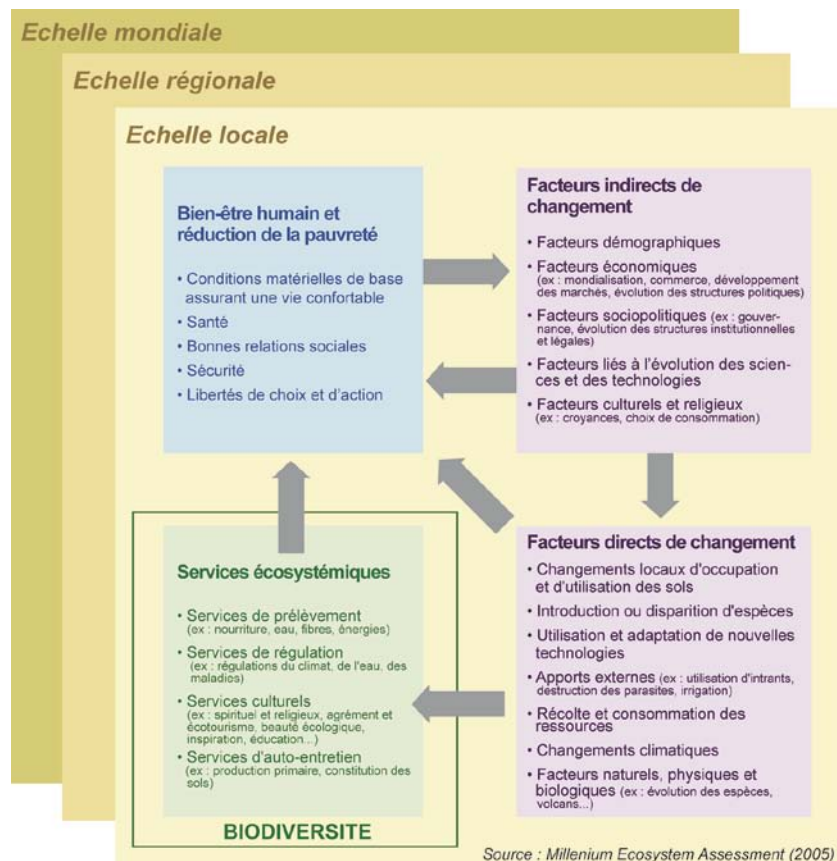 Echelle mondiale
Echelle régionale
Echelle locale
Bien-être humain et
réduction de la pauvreté
• Conditions matérielles de base
assurant une vie confortable
• Santé
• Bonnes relations sociales
• Sécurité
• Libertés de choix et d'action
Facteurs indirects de
changement
• Facteurs démographiques
• Facteurs économiques
(ex : mondialisation, commerce, développement
des marchés, évolution des structures politiques)
• Facteurs sociopolitiques (ex : gouver-
nance, évolution des structures institutionnelles
et légales)
• Facteurs liés à l'évolution des scien-
ces et des technologies
• Facteurs culturels et religieux
(ex : croyances, choix de consommation)
Services écosystémiques
• Services de prélèvement
(ex : nourriture, eau, fibres, énergies)
• Services de régulation
(ex : régulations du climat, de l'eau, des
maladies)
• Services culturels
(ex : spirituel et religieux, agrément et
écotourisme, beauté écologique,
inspiration, éducation...)
• Services d'auto-entretien
(ex : production primaire, constitution des
sols)
BIODIVERSITE
Facteurs directs de changement
• Changements locaux d'occupation
et d'utilisation des sols
• Introduction ou disparition d'espèces
• Utilisation et adaptation de nouvelles
technologies
• Apports externes (ex : utilisation d'intrants,
destruction des parasites, irrigation)
• Récolte et consommation des
ressources
• Changements climatiques
• Facteurs naturels, physiques et
biologiques (ex : évolution des espèces,
volcans...)
Source : Millenium Ecosystem Assessment (2005)